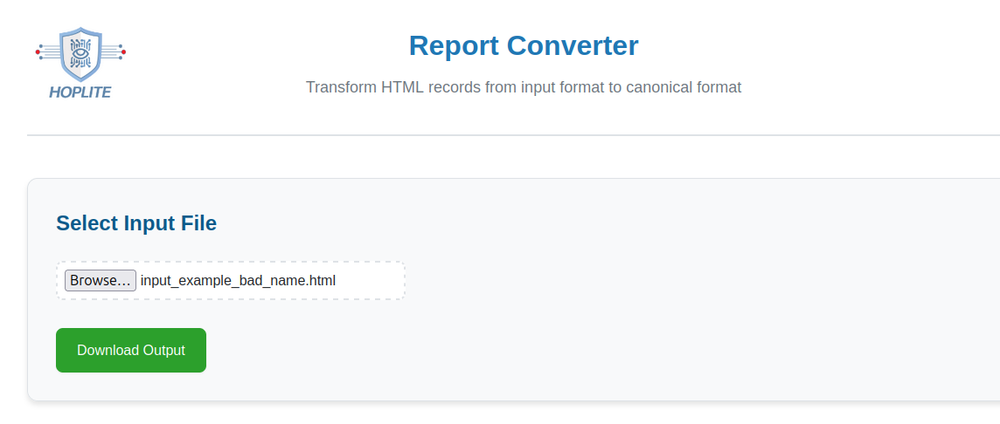 HOPLITE
Report Converter
Transform HTML records from input format to canonical format
Select Input File
Browse... input_example_bad_name.html
Download Output